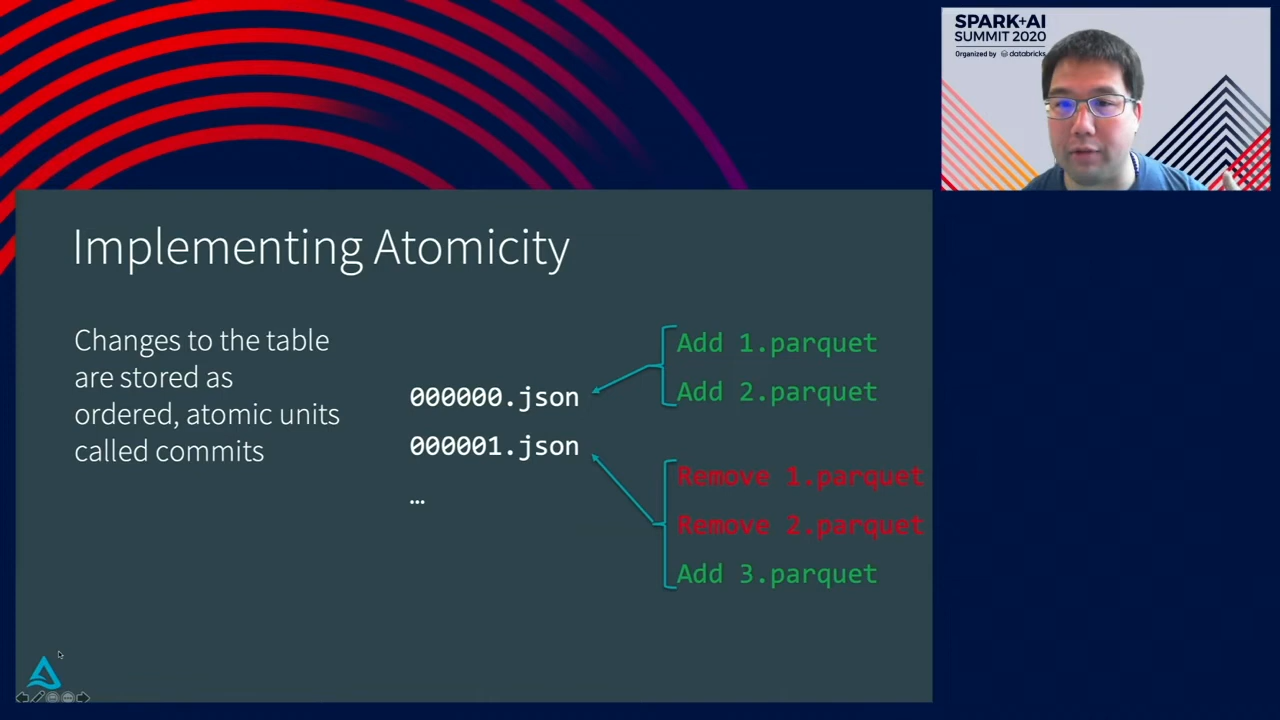 SPARK+AI
SUMMIT 2020
Organized by databricks
Implementing Atomicity
Changes to the table
are stored as
ordered, atomic units
called commits
000000.json
000001.json
…
Add 1.parquet
Add 2.parquet
Remove 1.parquet
Remove 2.parquet
Add 3.parquet